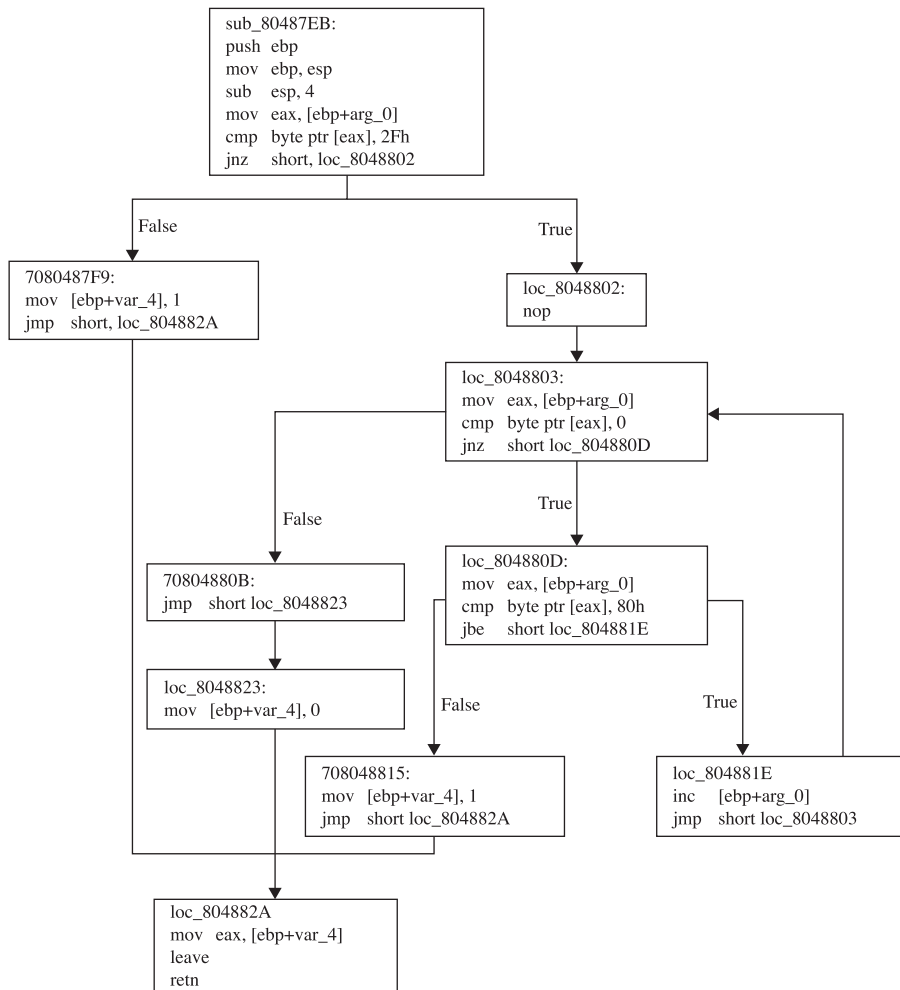 sub_80487EB:
push ebp
mov ebp, esp
sub esp, 4
mov eax, [ebp+arg_0]
cmp byte ptr [eax], 2Fh
jnz short, loc_8048802
False
True
7080487F9:
mov [ebp+var_4], 1
jmp short, loc_804882A
loc_8048802:
nop
loc_8048803:
mov eax, [ebp+arg_0]
cmp byte ptr [eax], 0
jnz short loc_804880D
False
True
70804880B:
jmp short loc_8048823
loc_804880D:
mov eax, [ebp+arg_0]
cmp byte ptr [eax], 80h
jbe short loc_804881E
loc_8048823:
mov [ebp+var_4], 0
False
True
708048815:
mov [ebp+var_4], 1
jmp short loc_804882A
loc_804881E
inc [ebp+arg_0]
jmp short loc_8048803
loc_804882A
mov eax, [ebp+var_4]
leave
retn